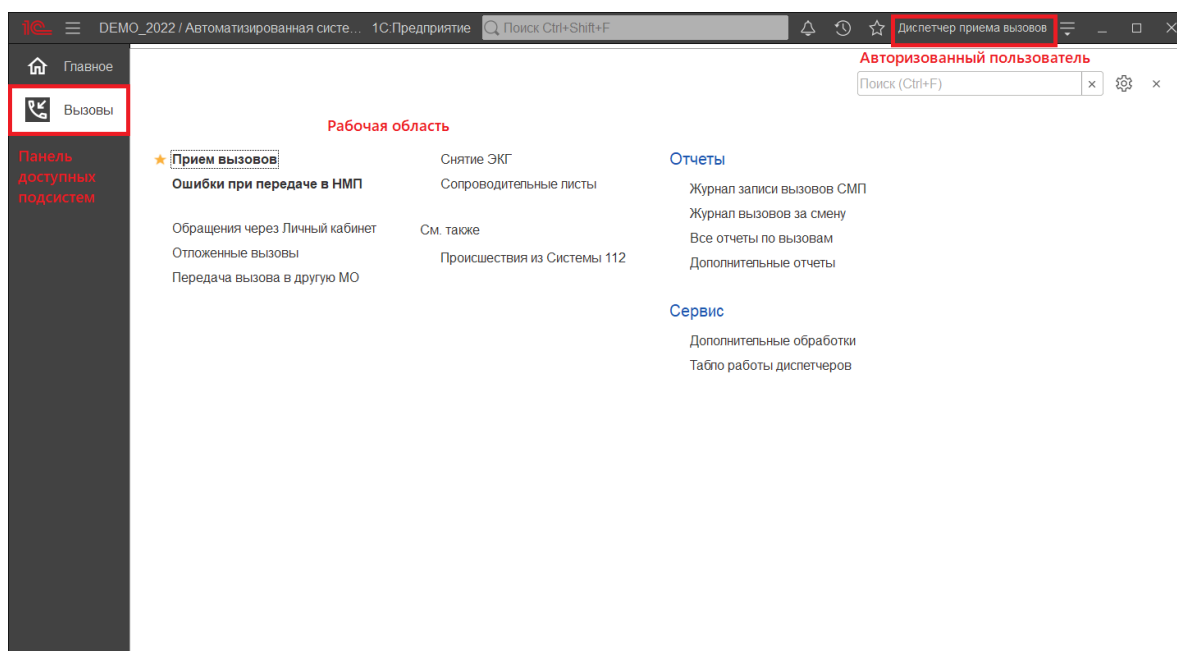 1С DEMO_2022 / Автоматизированная систе... 1С:Предприятие Поиск Ctrl+Shift+F Диспетчер приема вызовов
Главное
Авторизованный пользователь
Поиск (Ctrl+F)
Вызовы
Рабочая область
Панель
доступных
подсистем
Прием вызовов
Ошибки при передаче в НМП
Обращения через Личный кабинет
Отложенные вызовы
Передача вызова в другую МО
Снятие ЭКГ
Сопроводительные листы
См. также
Происшествия из Системы 112
Отчеты
Журнал записи вызовов СМП
Журнал вызовов за смену
Все отчеты по вызовам
Дополнительные отчеты
Сервис
Дополнительные обработки
Табло работы диспетчеров